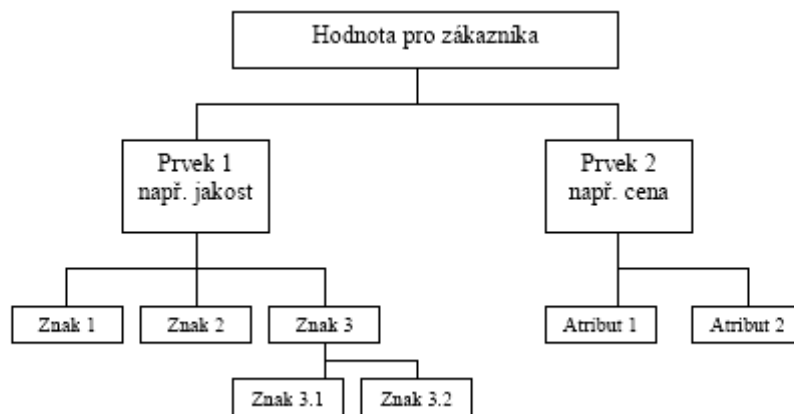 Hodnota pro zákazníka
Prvek 1
např. jakost
Prvek 2
např. cena
Znak 1
Znak 2
Znak 3
Atribut 1
Atribut 2
Znak 3.1
Znak 3.2